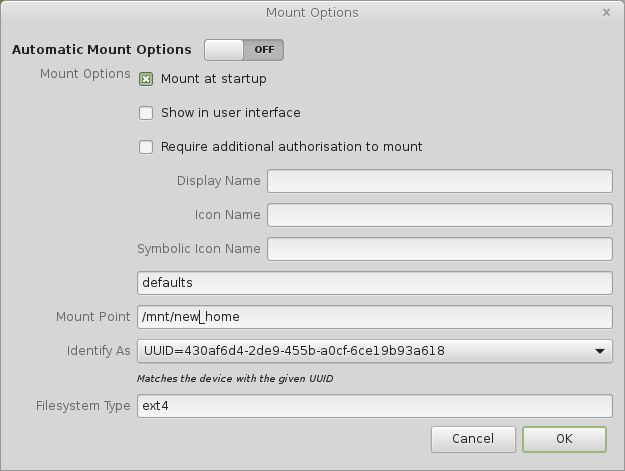 Mount Options
Automatic Mount Options OFF
Mount Options Mount at startup
Show in user interface
Require additional authorisation to mount
Display Name
Icon Name
Symbolic Icon Name
defaults
Mount Point /mnt/new_home
Identify As UUID=430af6d4-2de9-455b-a0cf-6ce19b93a618
Matches the device with the given UUID
Filesystem Type ext4
Cancel OK